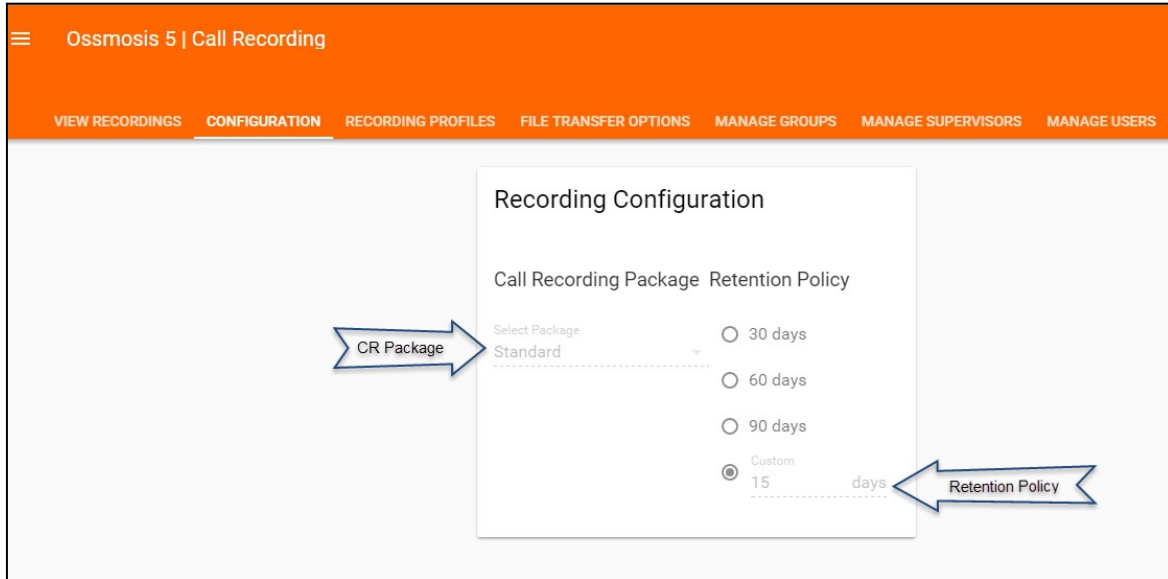 Ossmosis 5 | Call Recording
VIEW RECORDINGS CONFIGURATION RECORDING PROFILES FILE TRANSFER OPTIONS MANAGE GROUPS MANAGE SUPERVISORS MANAGE USERS
Recording Configuration
Call Recording Package Retention Policy
Select Package
Standard
CR Package
30 days
60 days
90 days
Custom
15 days
Retention Policy